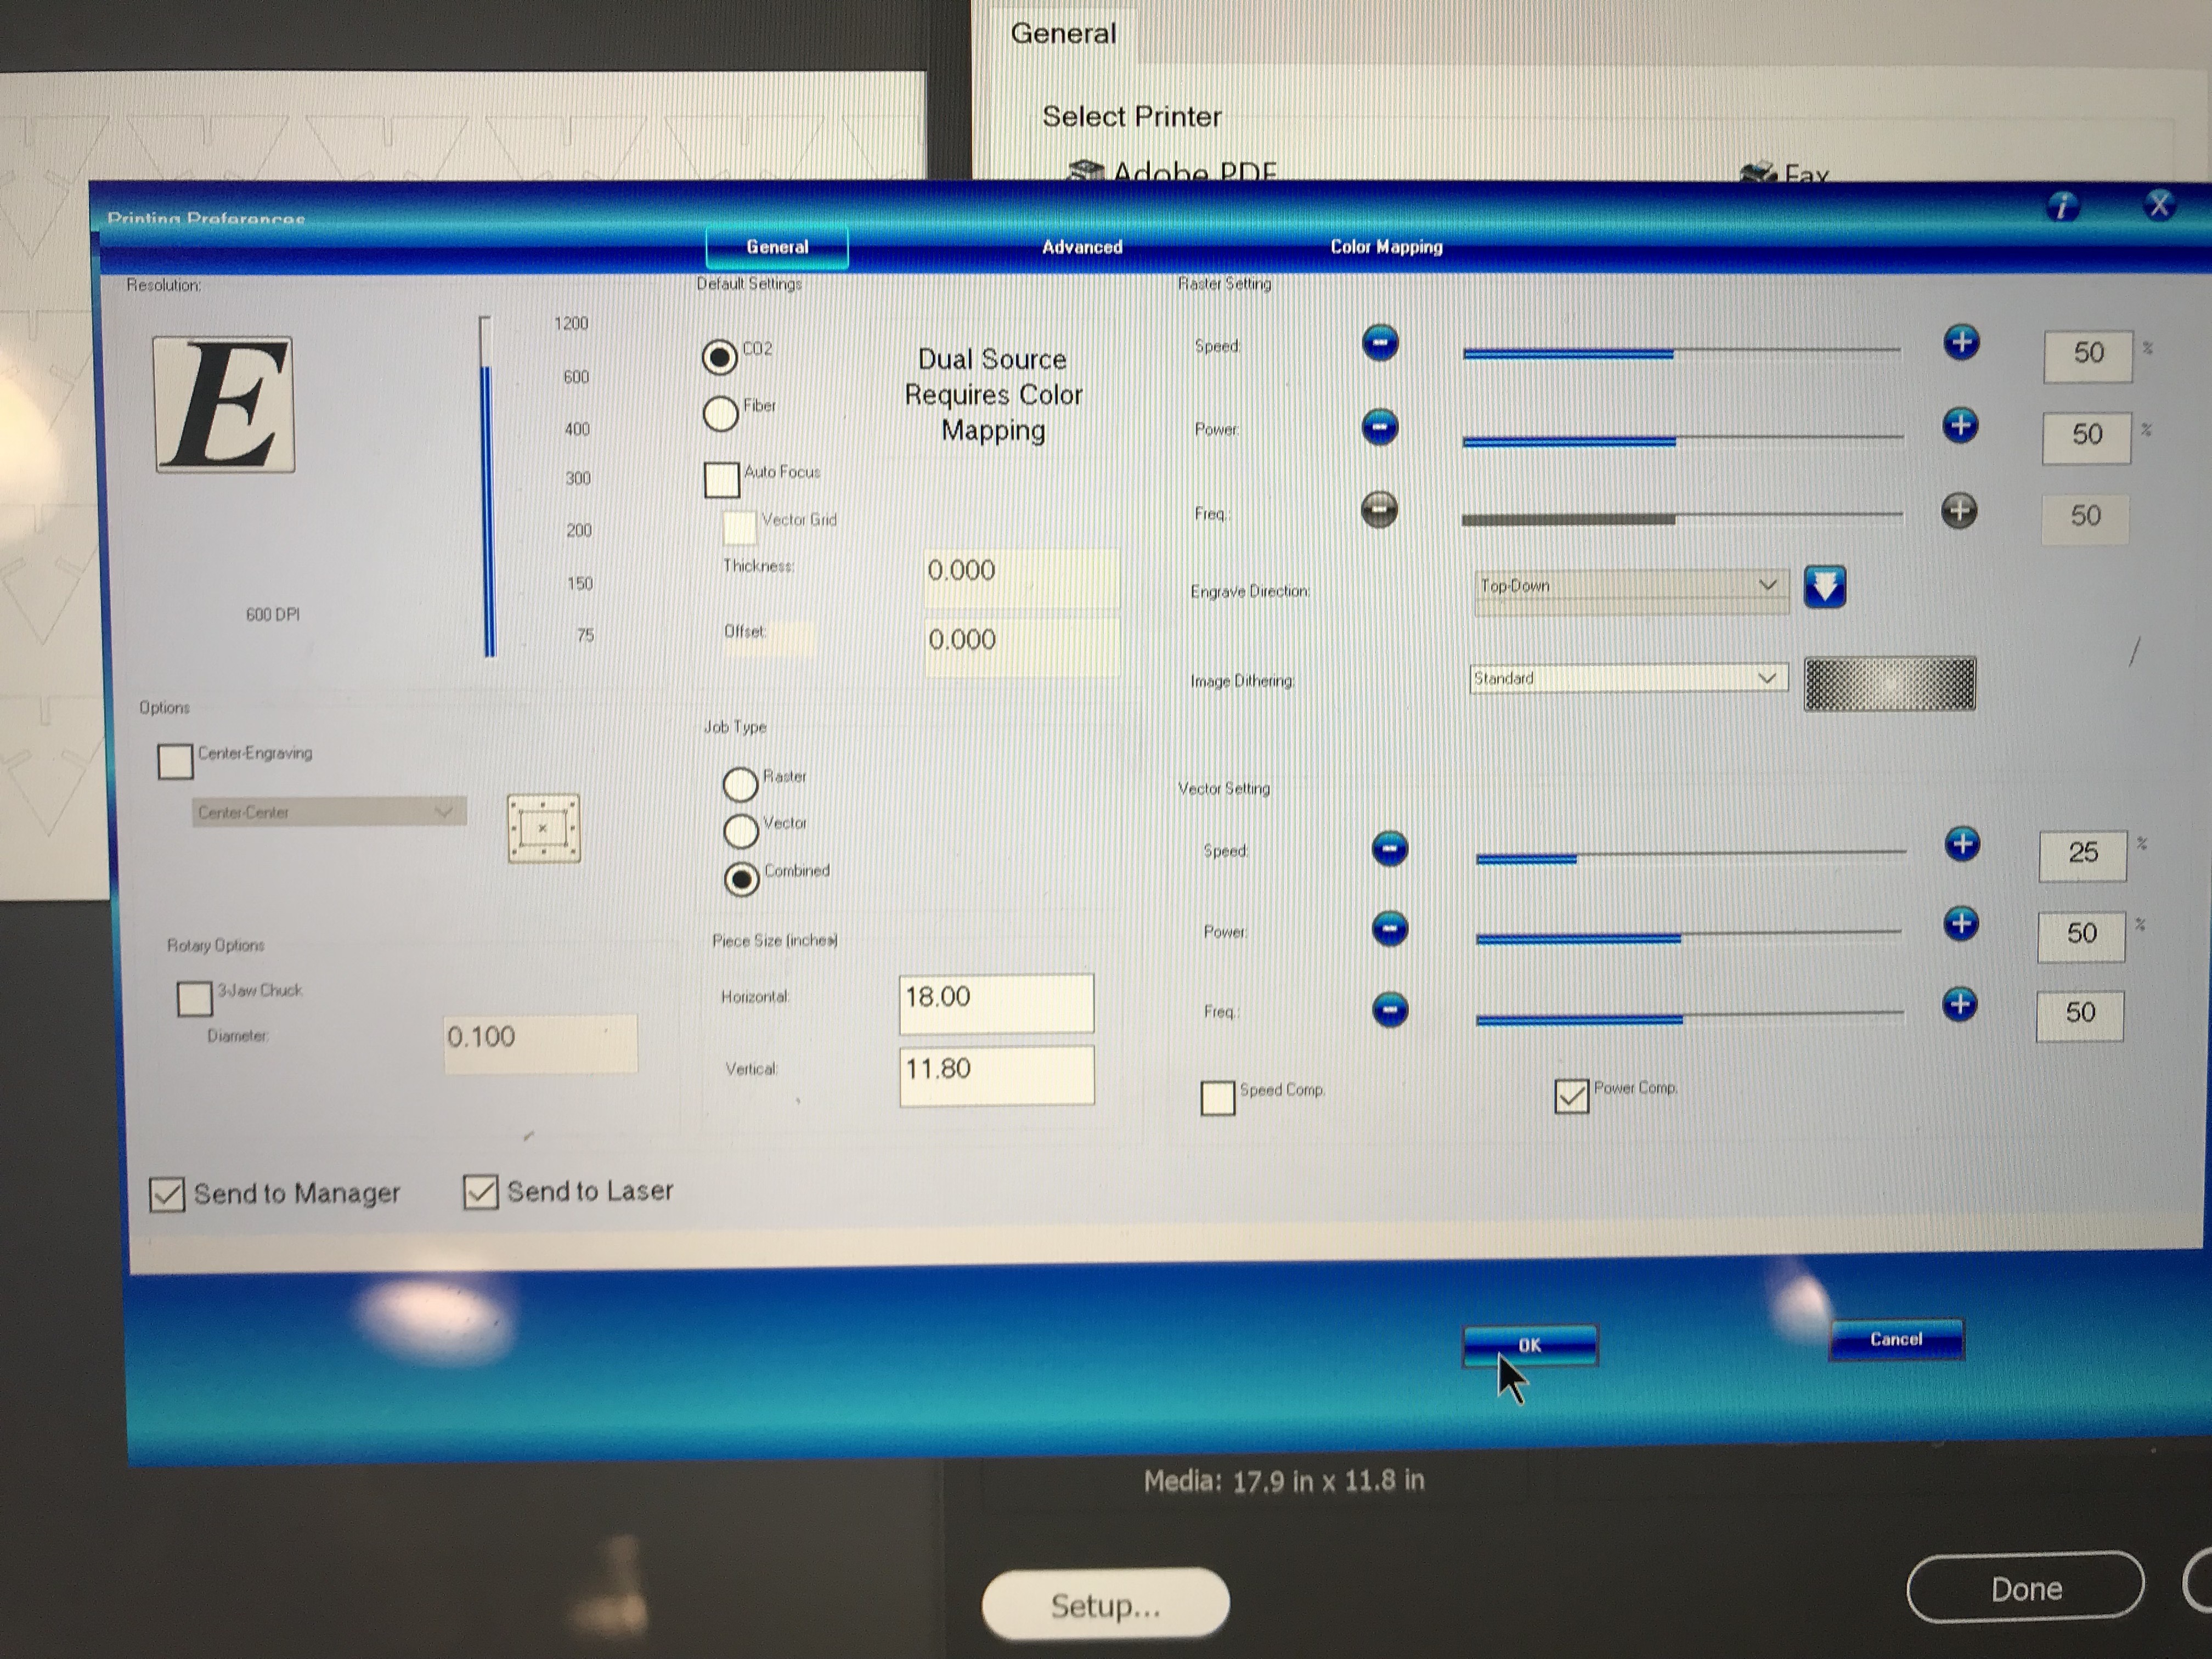 General
Select Printer
Adobe PDF
Fax
Printing Preferences
i
X
General
Advanced
Color Mapping
Resolution:
E
1200
600
400
300
200
150
75
600 DPI
Default Settings
CO2
Fiber
Dual Source
Requires Color
Mapping
Auto Focus
Vector Grid
Thickness:
0.000
Offset:
0.000
Raster Setting
Speed:
50
%
Power:
50
%
Freq.:
50
Engrave Direction:
Top-Down
Image Dithering:
Standard
Options
Center-Engraving
Center-Center
Job Type
Raster
Vector
Combined
Vector Setting
Speed:
25
%
Power:
50
%
Freq.:
50
Speed Comp.
Power Comp.
Rotary Options
3-Jaw Chuck
Diameter:
0.100
Piece Size (inches)
Horizontal:
18.00
Vertical:
11.80
Send to Manager
Send to Laser
OK
Cancel
Media: 17.9 in x 11.8 in
Setup...
Done